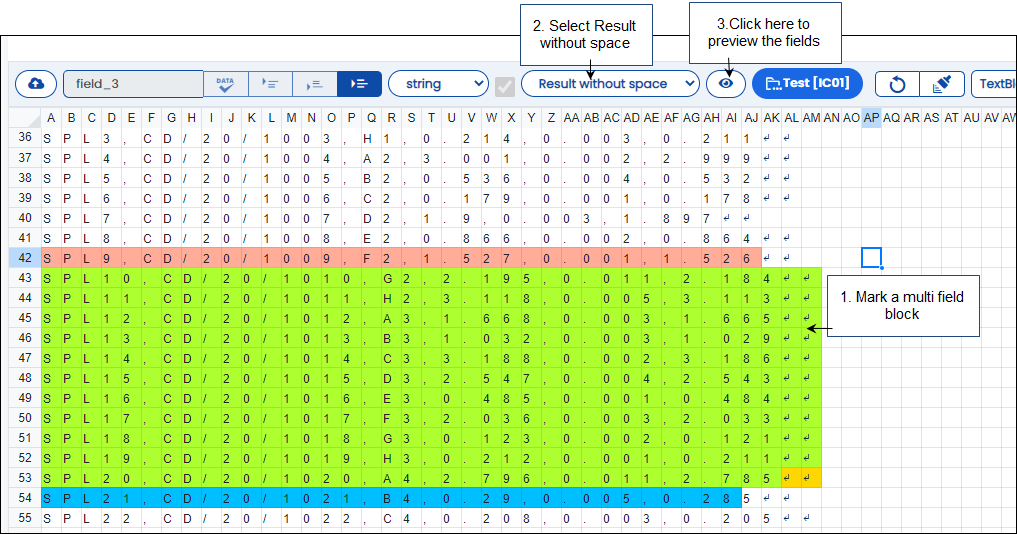 2. Select Result
without space
3.Click here to
preview the fields
field_3
DATA
string
Result without space
Test [IC01]
TextBl
A B C D E F G H I J K L M N O P Q R S T U V W X Y Z AA AB AC AD AE AF AG AH AI AJ AK AL AM AN AO AP AQ AR AS AT AU AV AW
36 S P L 3 , C D / 2 0 / 1 0 0 3 , H 1 , 0 . 2 1 4 , 0 . 0 0 3 , 0 . 2 1 1 ↵ ↵
37 S P L 4 , C D / 2 0 / 1 0 0 4 , A 2 , 3 . 0 0 1 , 0 . 0 0 2 , 2 . 9 9 9 ↵ ↵
38 S P L 5 , C D / 2 0 / 1 0 0 5 , B 2 , 0 . 5 3 6 , 0 . 0 0 4 , 0 . 5 3 2 ↵ ↵
39 S P L 6 , C D / 2 0 / 1 0 0 6 , C 2 , 0 . 1 7 9 , 0 . 0 0 1 , 0 . 1 7 8 ↵ ↵
40 S P L 7 , C D / 2 0 / 1 0 0 7 , D 2 , 1 . 9 , 0 . 0 0 3 , 1 . 8 9 7 ↵ ↵
41 S P L 8 , C D / 2 0 / 1 0 0 8 , E 2 , 0 . 8 6 6 , 0 . 0 0 2 , 0 . 8 6 4 ↵ ↵
42 S P L 9 , C D / 2 0 / 1 0 0 9 , F 2 , 1 . 5 2 7 , 0 . 0 0 1 , 1 . 5 2 6 ↵ ↵
43 S P L 1 0 , C D / 2 0 / 1 0 1 0 , G 2 , 2 . 1 9 5 , 0 . 0 1 1 , 2 . 1 8 4 ↵ ↵
44 S P L 1 1 , C D / 2 0 / 1 0 1 1 , H 2 , 3 . 1 1 8 , 0 . 0 0 5 , 3 . 1 1 3 ↵ ↵
1. Mark a multi field
block
45 S P L 1 2 , C D / 2 0 / 1 0 1 2 , A 3 , 1 . 6 6 8 , 0 . 0 0 3 , 1 . 6 6 5 ↵ ↵
46 S P L 1 3 , C D / 2 0 / 1 0 1 3 , B 3 , 1 . 0 3 2 , 0 . 0 0 3 , 1 . 0 2 9 ↵ ↵
47 S P L 1 4 , C D / 2 0 / 1 0 1 4 , C 3 , 3 . 1 8 8 , 0 . 0 0 2 , 3 . 1 8 6 ↵ ↵
48 S P L 1 5 , C D / 2 0 / 1 0 1 5 , D 3 , 2 . 5 4 7 , 0 . 0 0 4 , 2 . 5 4 3 ↵ ↵
49 S P L 1 6 , C D / 2 0 / 1 0 1 6 , E 3 , 0 . 4 8 5 , 0 . 0 0 1 , 0 . 4 8 4 ↵ ↵
50 S P L 1 7 , C D / 2 0 / 1 0 1 7 , F 3 , 2 . 0 3 6 , 0 . 0 0 3 , 2 . 0 3 3 ↵ ↵
51 S P L 1 8 , C D / 2 0 / 1 0 1 8 , G 3 , 0 . 1 2 3 , 0 . 0 0 2 , 0 . 1 2 1 ↵ ↵
52 S P L 1 9 , C D / 2 0 / 1 0 1 9 , H 3 , 0 . 2 1 2 , 0 . 0 0 1 , 0 . 2 1 1 ↵ ↵
53 S P L 2 0 , C D / 2 0 / 1 0 2 0 , A 4 , 2 . 7 9 6 , 0 . 0 1 1 , 2 . 7 8 5 ↵ ↵
54 S P L 2 1 , C D / 2 0 / 1 0 2 1 , B 4 , 0 . 2 9 , 0 . 0 0 5 , 0 . 2 8 5 ↵ ↵
55 S P L 2 2 , C D / 2 0 / 1 0 2 2 , C 4 , 0 . 2 0 8 , 0 . 0 0 3 , 0 . 2 0 5 ↵ ↵